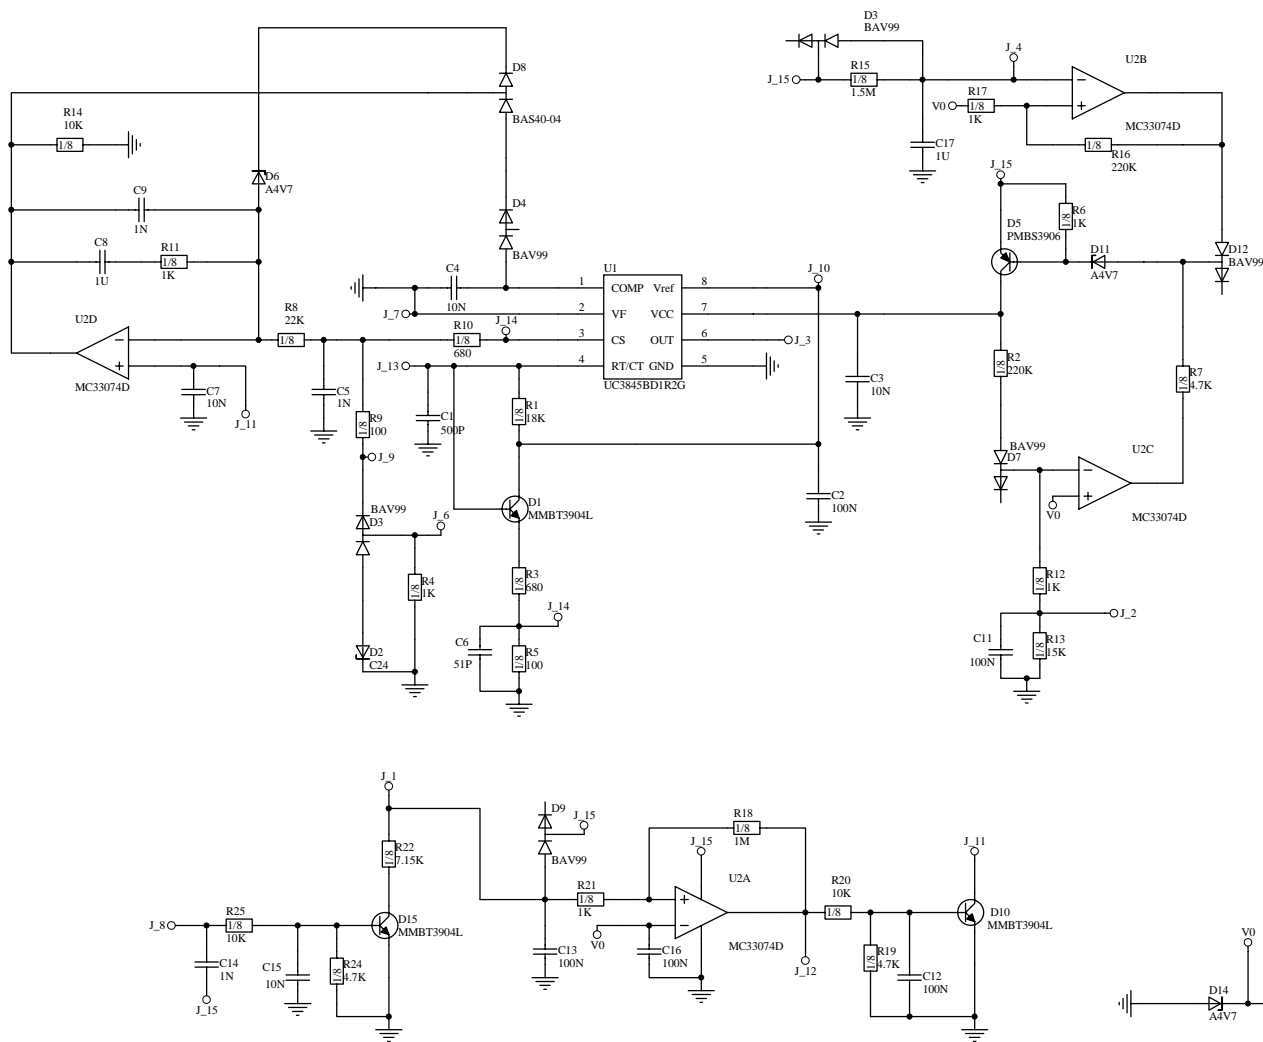 D3
BAV99
J_4
U2B
J_15
R15
1/8
1.5M
R17
V0
1/8
1K
MC33074D
C17
1U
1/8
R16
220K
D8
BAS40-04
R14
10K
1/8
D6
A4V7
C9
1N
D4
BAV99
C8
1U
R11
1/8
1K
J_15
D5
PMBS3906
1/8
R6
1K
D11
A4V7
D12
BAV99
C4
10N
U1
J_10
1
COMP
Vref
8
J_7
2
VF
VCC
7
U2D
R8
22K
1/8
R10
1/8
680
J_14
3
CS
OUT
6
J_3
J_13
4
RT/CT
GND
5
UC3845BD1R2G
MC33074D
C7
10N
J_11
C5
1N
1/8
R9
100
C1
500P
1/8
R1
18K
C3
10N
1/8
R2
220K
1/8
R7
4.7K
J_9
BAV99
D7
U2C
V0
MC33074D
C2
100N
D1
MMBT3904L
BAV99
D3
J_6
1/8
R4
1K
1/8
R3
680
J_14
C6
51P
1/8
R5
100
D2
C24
1/8
R12
1K
J_2
C11
100N
1/8
R13
15K
J_1
1/8
R22
7.15K
D9
J_15
BAV99
R18
1/8
1M
J_15
J_11
U2A
R21
1/8
1K
R20
10K
1/8
J_8
R25
1/8
10K
D15
MMBT3904L
D10
MMBT3904L
C14
1N
J_15
C15
10N
1/8
R24
4.7K
C13
100N
V0
C16
100N
MC33074D
J_12
1/8
R19
4.7K
C12
100N
V0
D14
A4V7